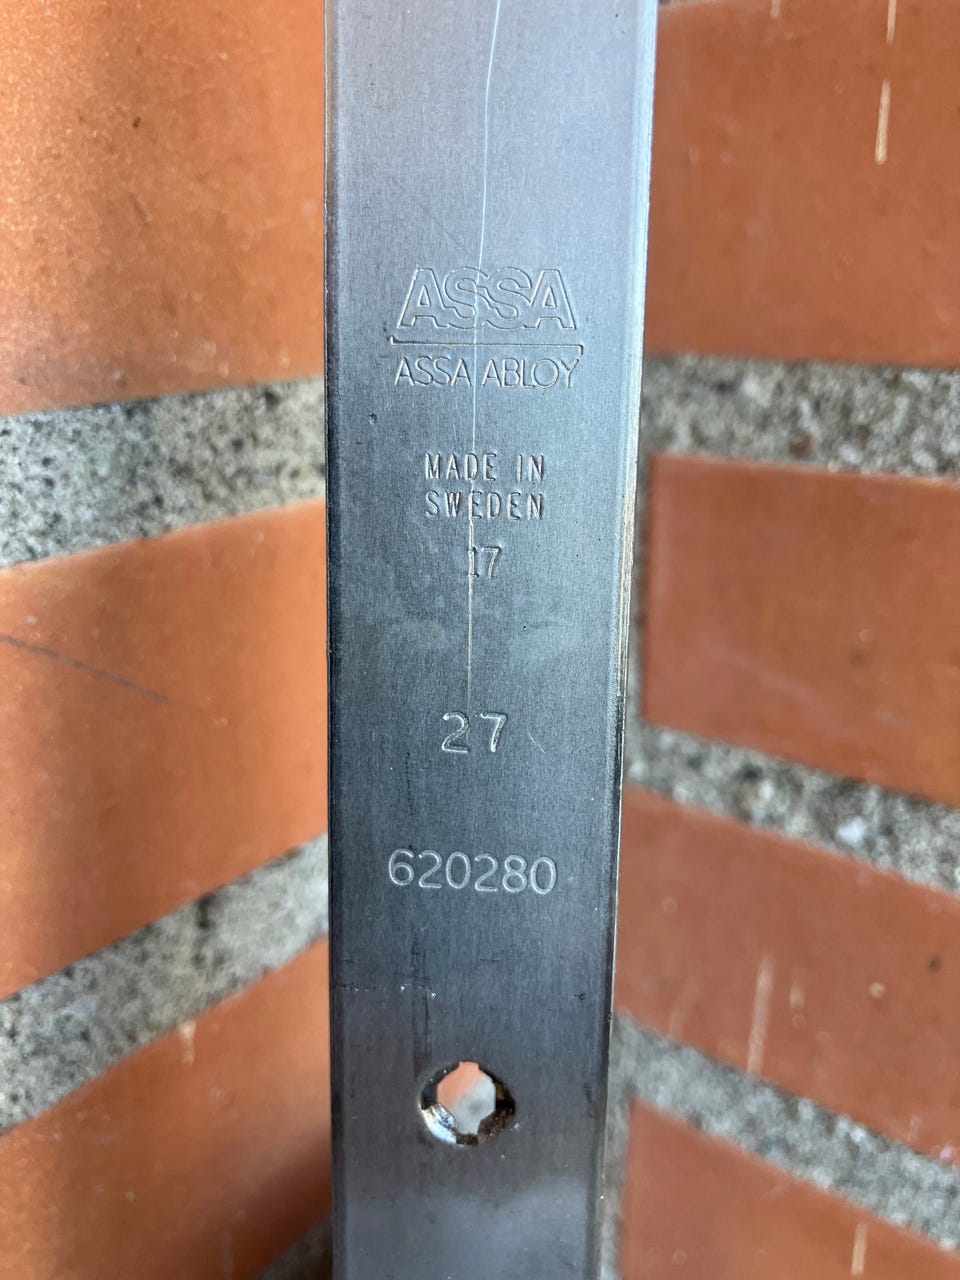 ASSA
ASSA ABLOY
MADE IN
SWEDEN
17
27
620280